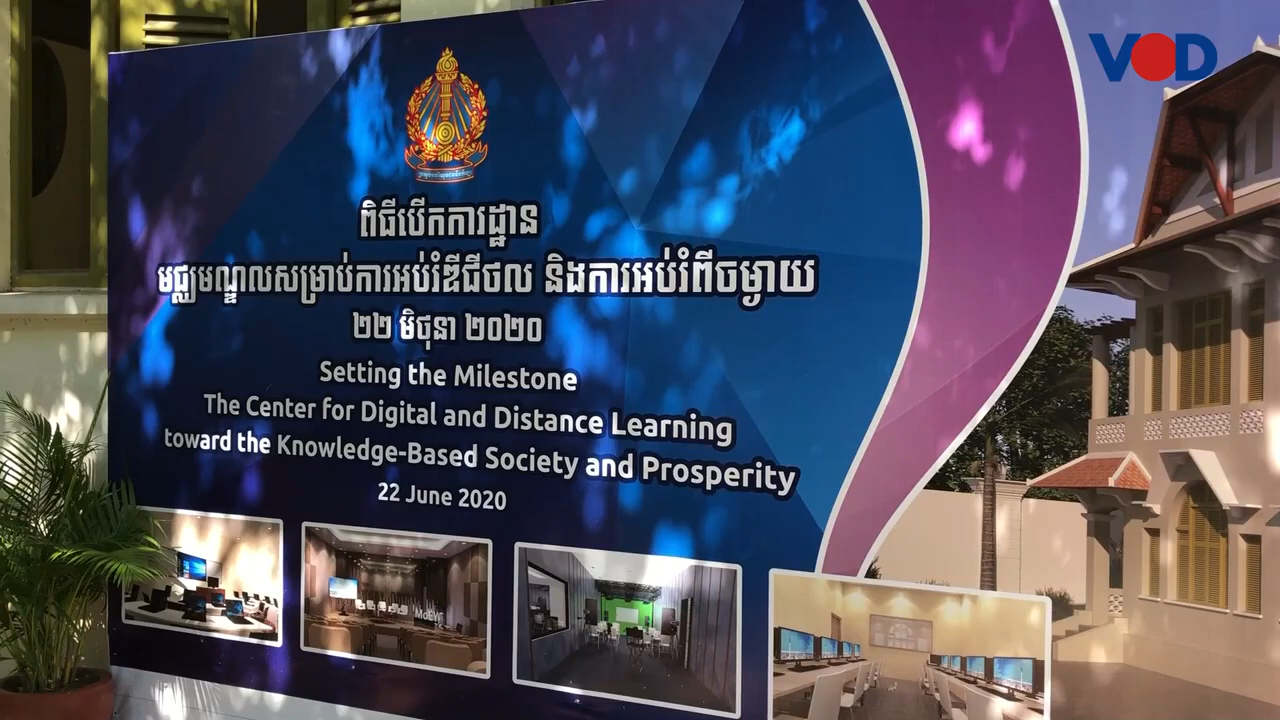 VOD
ពិធីបើកការដ្ឋាន
មជ្ឈមណ្ឌលសម្រាប់ការអប់រំឌីជីថល និងការអប់រំពីចម្ងាយ
២២ មិថុនា ២០២០
Setting the Milestone
The Center for Digital and Distance Learning
toward the Knowledge-Based Society and Prosperity
22 June 2020
MoEYS